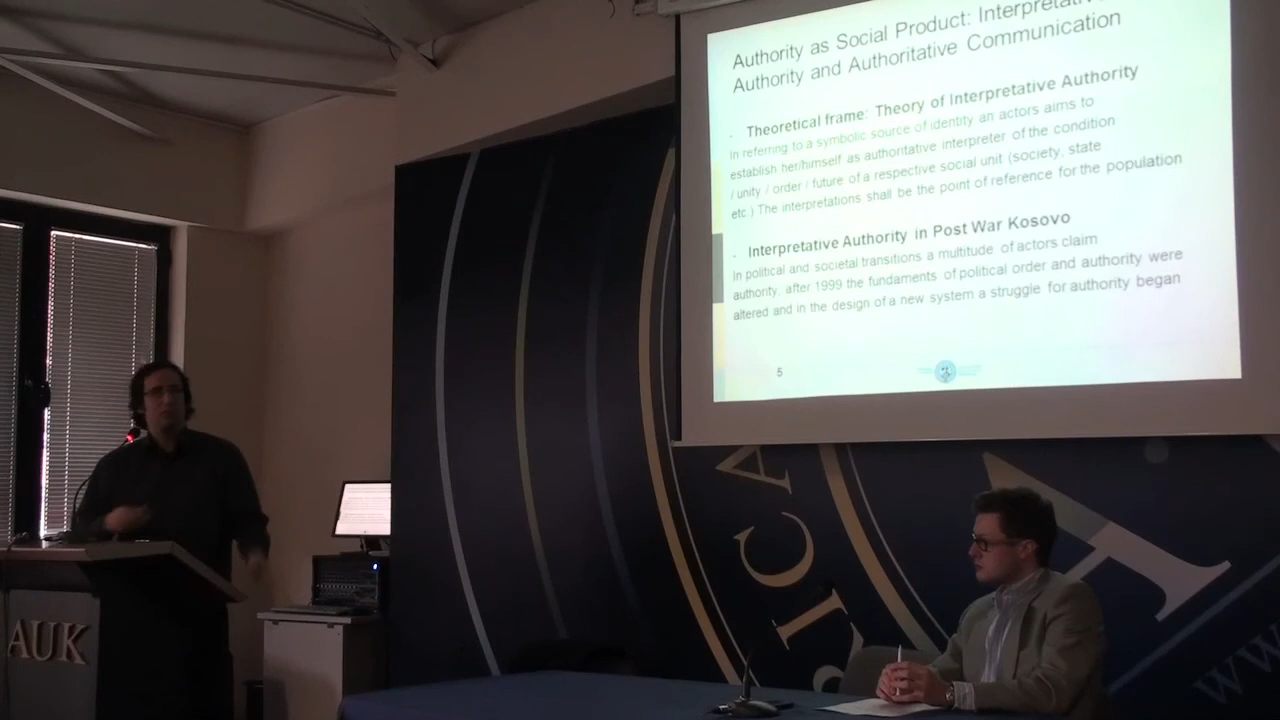 Authority as Social Product: Interpretative
Authority and Authoritative Communication
- Theoretical frame: Theory of Interpretative Authority
In referring to a symbolic source of identity an actors aims to
establish her/himself as authoritative interpreter of the condition
/ unity / order / future of a respective social unit (society, state
etc.) The interpretations shall be the point of reference for the population
- Interpretative Authority in Post War Kosovo
In political and societal transitions a multitude of actors claim
authority, after 1999 the fundaments of political order and authority were
altered and in the design of a new system a struggle for authority began
5
AUK
ICA
RIC
A
WW